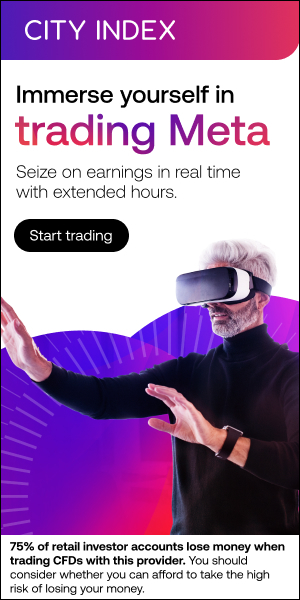 CITY INDEX
Immerse yourself in
trading Meta
Seize on earnings in real time
with extended hours.
Start trading
75% of retail investor accounts lose money when
trading CFDs with this provider. You should
consider whether you can afford to take the high
risk of losing your money.